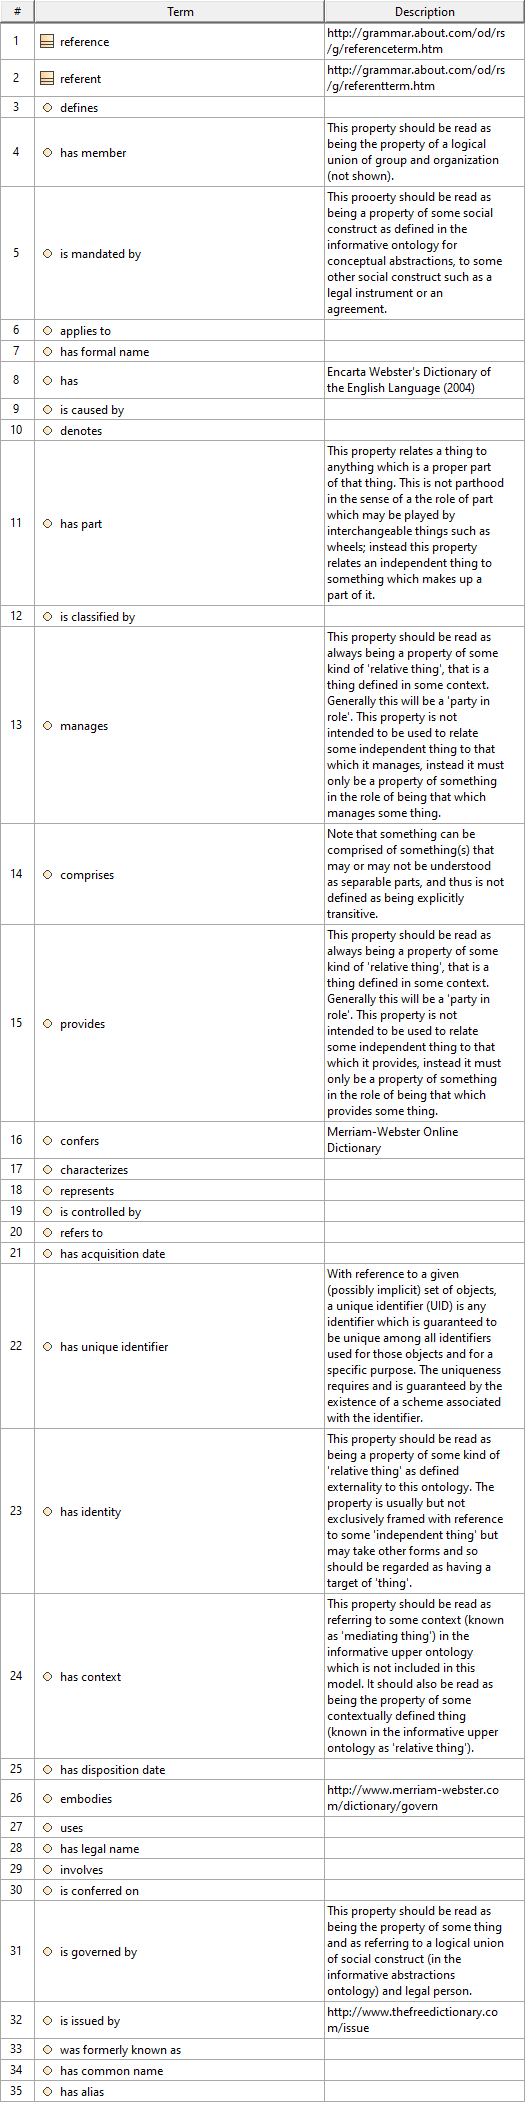 # Term Description
1 reference http://grammar.about.com/od/rs
/g/referenceterm.htm
2 referent http://grammar.about.com/od/rs
/g/referentterm.htm
3 defines
4 has member This property should be read as
being the property of a logical
union of group and organization
(not shown).
5 is mandated by This prooerty should be read as
being a property of some social
construct as defined in the
informative ontology for
conceptual abstractions, to some
other social construct such as a
legal instrument or an
agreement.
6 applies to
7 has formal name
8 has Encarta Webster's Dictionary of
the English Language (2004)
9 is caused by
10 denotes
11 has part This property relates a thing to
anything which is a proper part
of that thing. This is not parthood
in the sense of a the role of part
which may be played by
interchangeable things such as
wheels; instead this property
relates an independent thing to
something which makes up a
part of it.
12 is classified by
13 manages This property should be read as
always being a property of some
kind of 'relative thing', that is a
thing defined in some context.
Generally this will be a 'party in
role'. This property is not
intended to be used to relate
some independent thing to that
which it manages, instead it must
only be a property of something
in the role of being that which
manages some thing.
14 comprises Note that something can be
comprised of something(s) that
may or may not be understood
as separable parts, and thus is not
defined as being explicitly
transitive.
15 provides This property should be read as
always being a property of some
kind of 'relative thing', that is a
thing defined in some context.
Generally this will be a 'party in
role'. This property is not
intended to be used to relate
some independent thing to that
which it provides, instead it must
only be a property of something
in the role of being that which
provides some thing.
16 confers Merriam-Webster Online
Dictionary
17 characterizes
18 represents
19 is controlled by
20 refers to
21 has acquisition date
22 has unique identifier With reference to a given
(possibly implicit) set of objects,
a unique identifier (UID) is any
identifier which is guaranteed to
be unique among all identifiers
used for those objects and for a
specific purpose. The uniqueness
requires and is guaranteed by the
existence of a scheme associated
with the identifier.
23 has identity This property should be read as
being a property of some kind of
'relative thing' as defined
externality to this ontology. The
property is usually but not
exclusively framed with reference
to some 'independent thing' but
may take other forms and so
should be regarded as having a
target of 'thing'.
24 has context This property should be read as
referring to some context (known
as 'mediating thing') in the
informative upper ontology
which is not included in this
model. It should also be read as
being the property of some
contextually defined thing
(known in the informative upper
ontology as 'relative thing').
25 has disposition date
26 embodies http://www.merriam-webster.co
m/dictionary/govern
27 uses
28 has legal name
29 involves
30 is conferred on
31 is governed by This property should be read as
being the property of some thing
and as referring to a logical union
of social construct (in the
informative abstractions
ontology) and legal person.
32 is issued by http://www.thefreedictionary.co
m/issue
33 was formerly known as
34 has common name
35 has alias